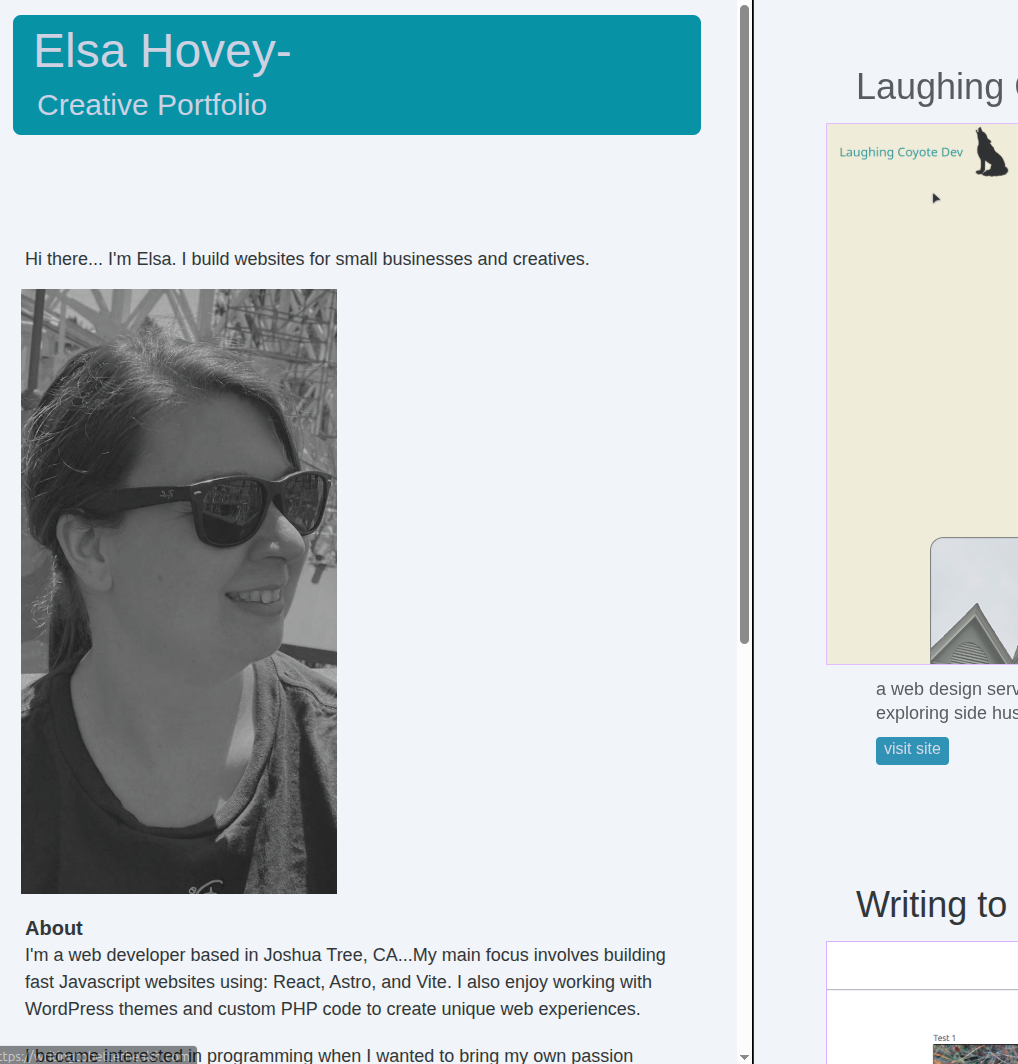 Elsa Hovey-
Creative Portfolio
Hi there... I'm Elsa. I build websites for small businesses and creatives.
About
I'm a web developer based in Joshua Tree, CA...My main focus involves building
fast Javascript websites using: React, Astro, and Vite. I also enjoy working with
WordPress themes and custom PHP code to create unique web experiences.
I became interested in programming when I wanted to bring my own passion
Laughing
Laughing Coyote Dev
a web design serv
exploring side hus
visit site
Writing to
Test 1